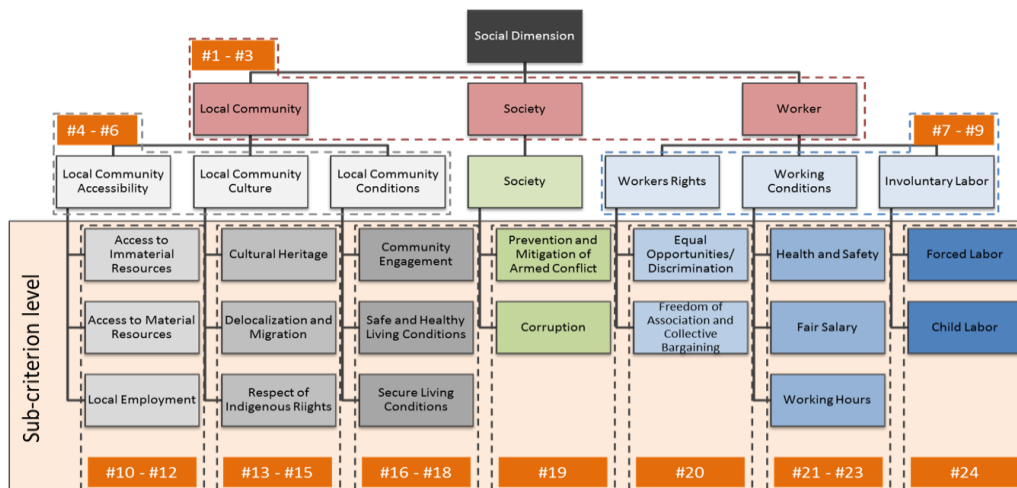 Social Dimension
#1 - #3
Local Community
Society
Worker
#4 - #6
#7 - #9
Local Community
Accessibility
Local Community
Culture
Local Community
Conditions
Society
Workers Rights
Working
Conditions
Involuntary Labor
Sub-criterion level
Access to
Immaterial
Resources
Cultural Heritage
Community
Engagement
Prevention and
Mitigation of
Armed Conflict
Equal
Opportunities/
Discrimination
Health and Safety
Forced Labor
Access to Material
Resources
Delocalization and
Migration
Safe and Healthy
Living Conditions
Corruption
Freedom of
Association and
Collective
Bargaining
Fair Salary
Child Labor
Local Employment
Respect of
Indigenous Riights
Secure Living
Conditions
Working Hours
#10 - #12
#13 - #15
#16 - #18
#19
#20
#21 - #23
#24